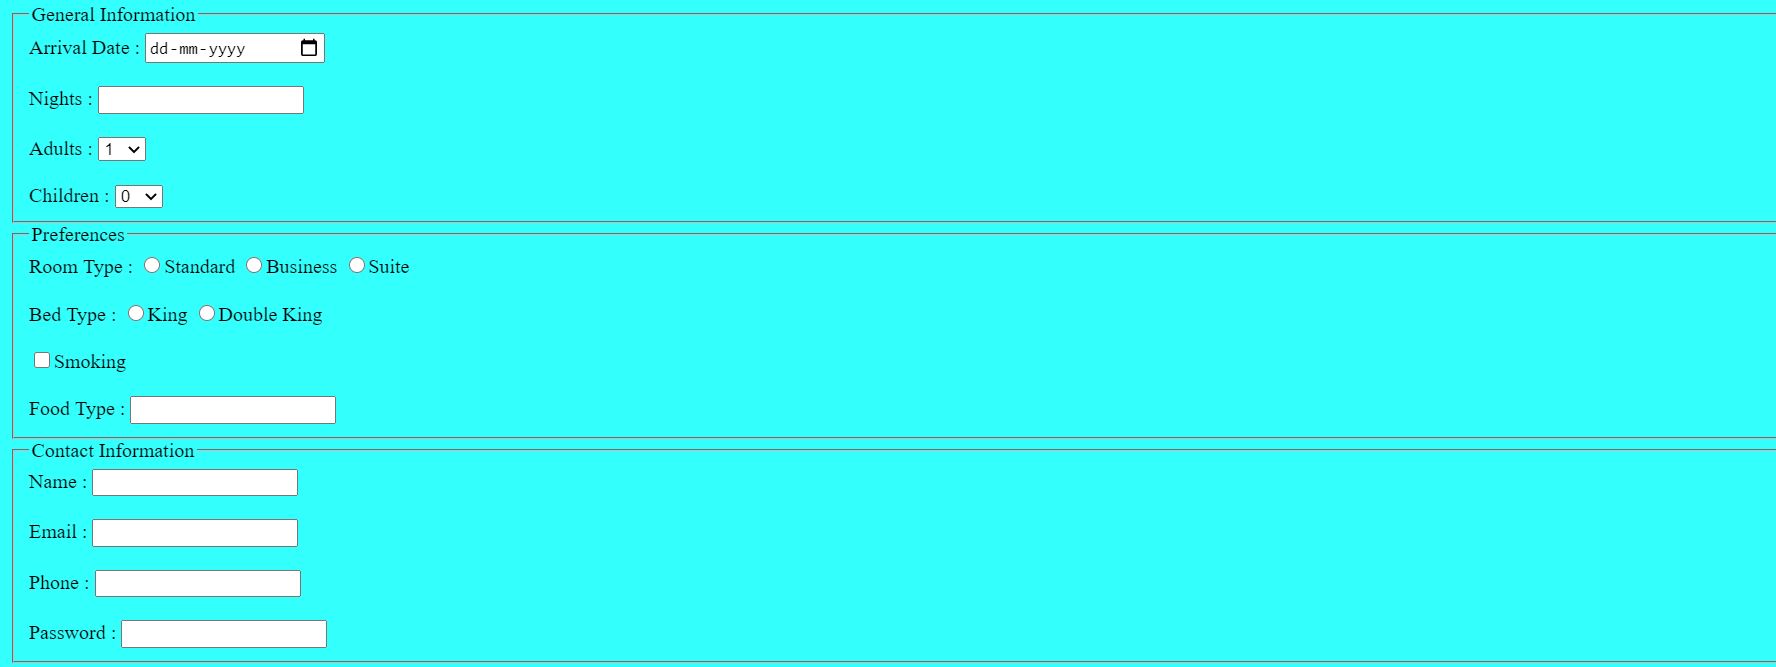 General Information
Arrival Date : dd-mm-yyyy
Nights :
Adults : 1
Children : 0
Preferences
Room Type : Standard Business Suite
Bed Type : King Double King
Smoking
Food Type :
Contact Information
Name :
Email :
Phone :
Password :